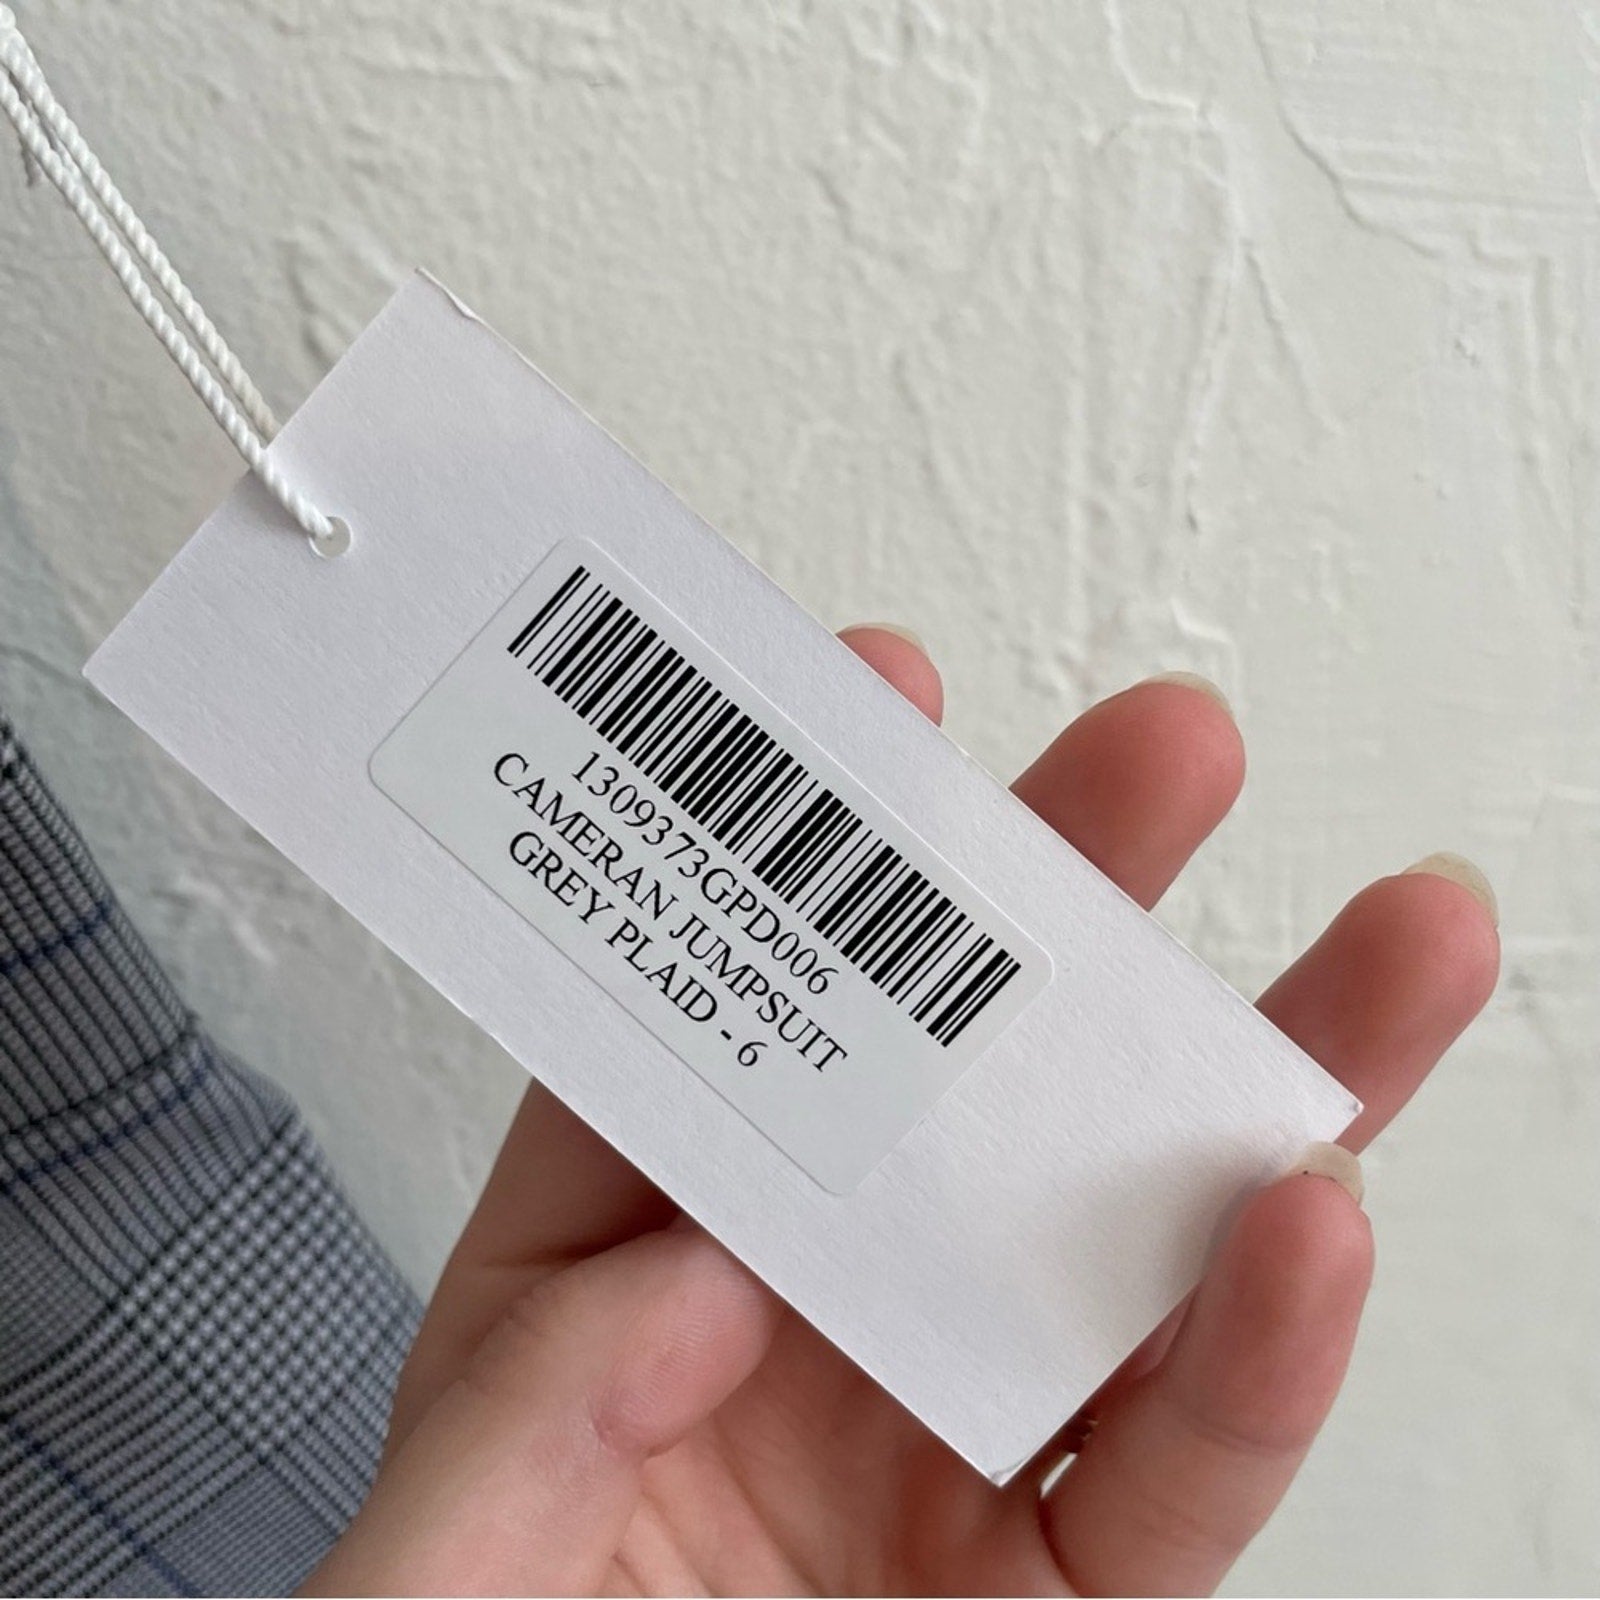 1309373GPD006
CAMERAN JUMPSUIT
GREY PLAID - 6